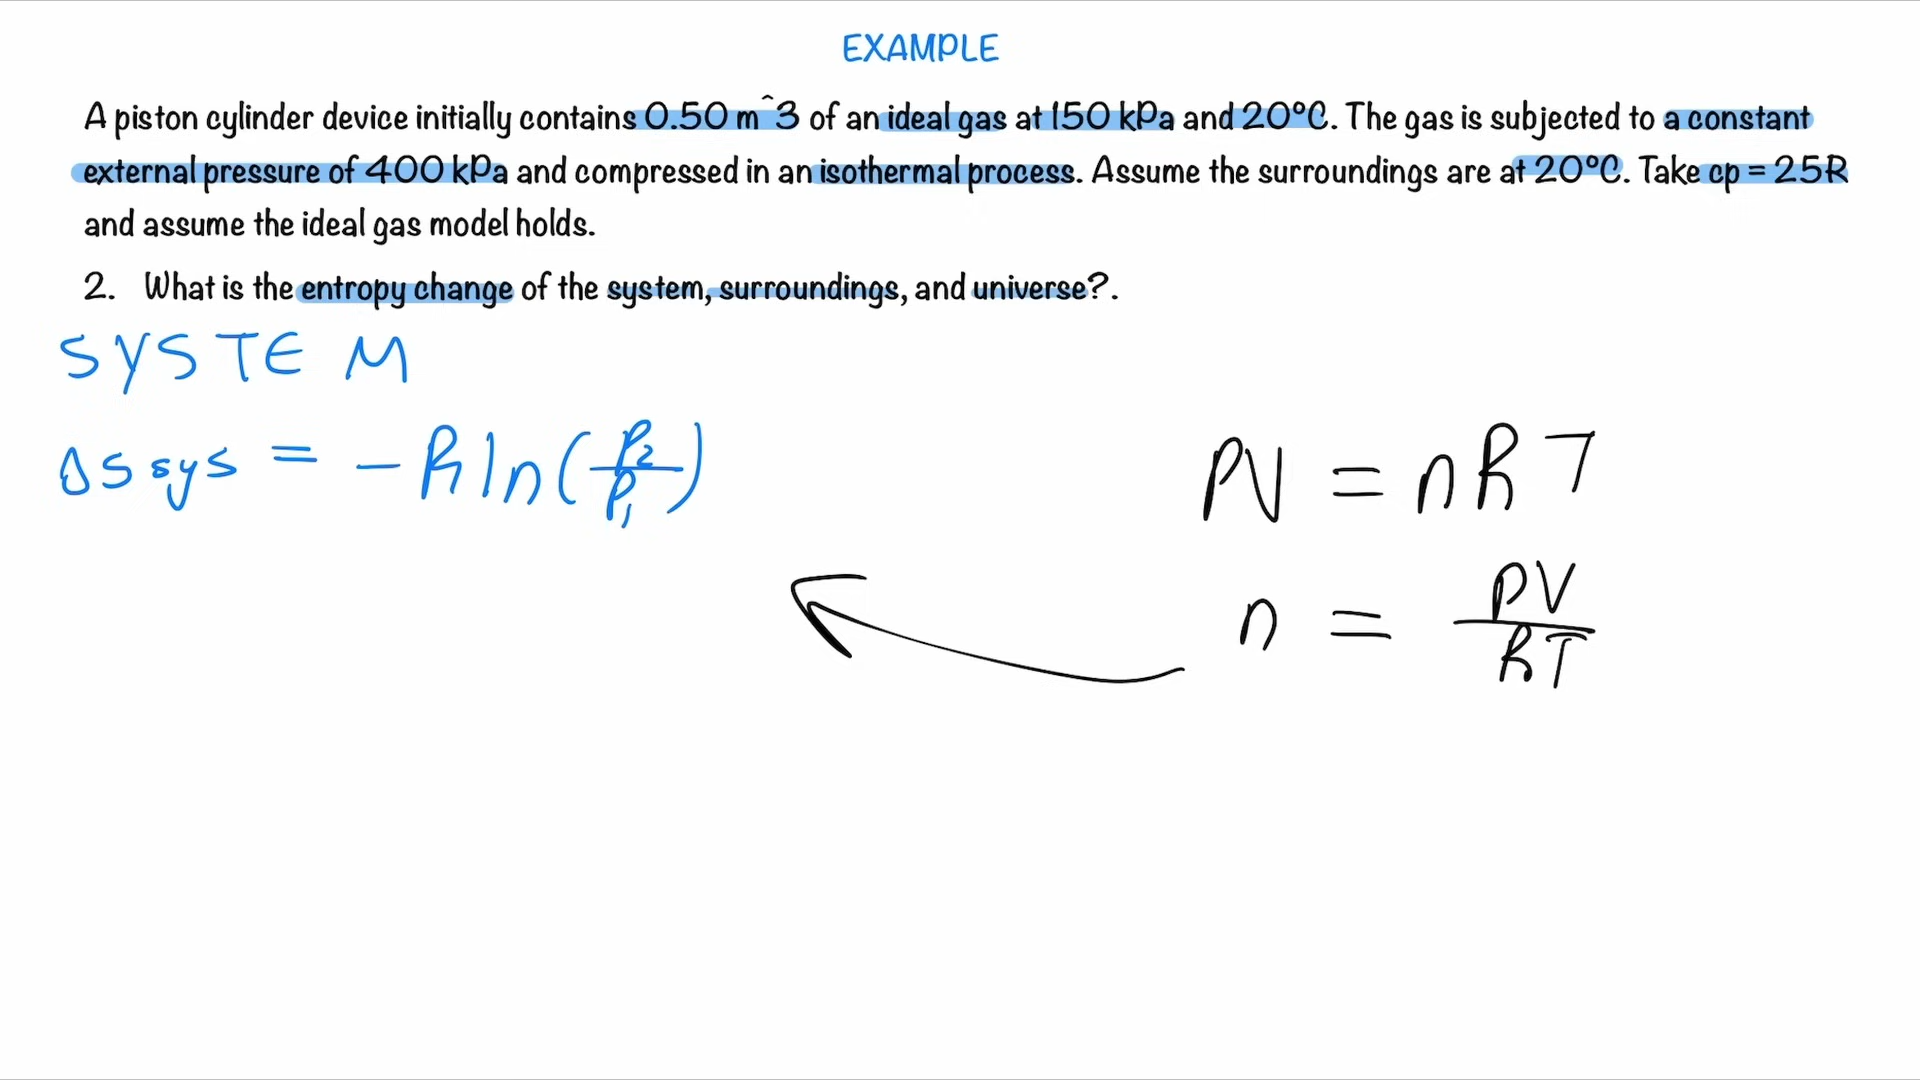 EXAMPLE
A piston cylinder device initially contains 0.50 m^3 of an ideal gas at 150 kPa and 20°C. The gas is subjected to a constant
external pressure of 400 kPa and compressed in an isothermal process. Assume the surroundings are at 20°C. Take cp = 25R
and assume the ideal gas model holds.
2. What is the entropy change of the system, surroundings, and universe?.
SYSTEM
Δs sys = -R ln(P2/P1)
PV = nRT
n = PV/RT